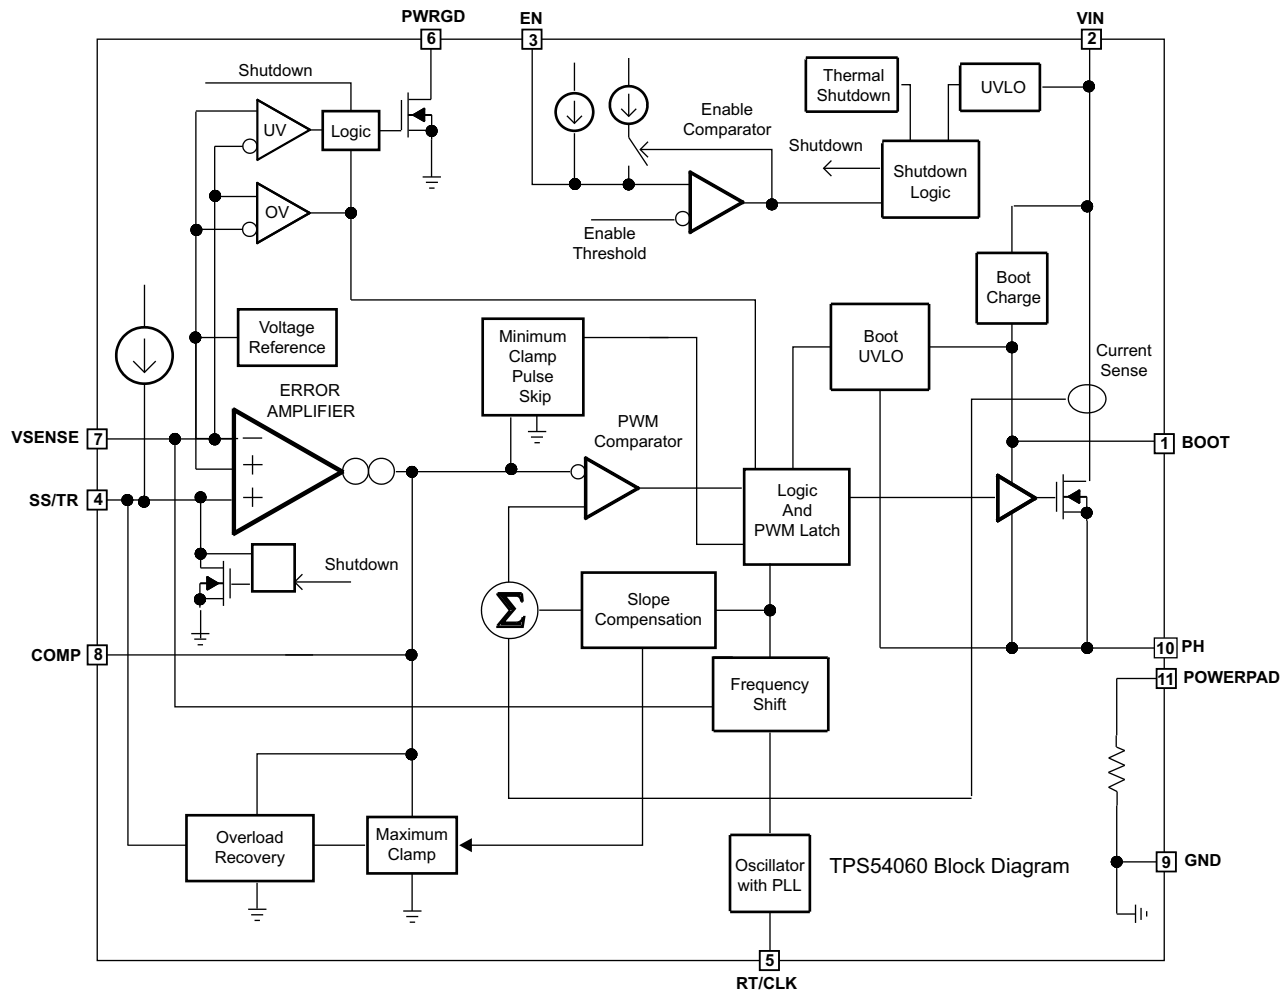 PWRGD
EN
VIN
6
3
2
Shutdown
UV
Logic
OV
Enable
Comparator
Enable
Threshold
Thermal
Shutdown
UVLO
Shutdown
Shutdown
Logic
Boot
Charge
Voltage
Reference
Minimum
Clamp
Pulse
Skip
Boot
UVLO
Current
Sense
ERROR
AMPLIFIER
PWM
Comparator
VSENSE
7
−
+
+
SS/TR
4
1
BOOT
Logic
And
PWM Latch
Shutdown
Σ
Slope
Compensation
COMP
8
10
PH
11
POWERPAD
Frequency
Shift
Overload
Recovery
Maximum
Clamp
Oscillator
with PLL
TPS54060 Block Diagram
9
GND
5
RT/CLK